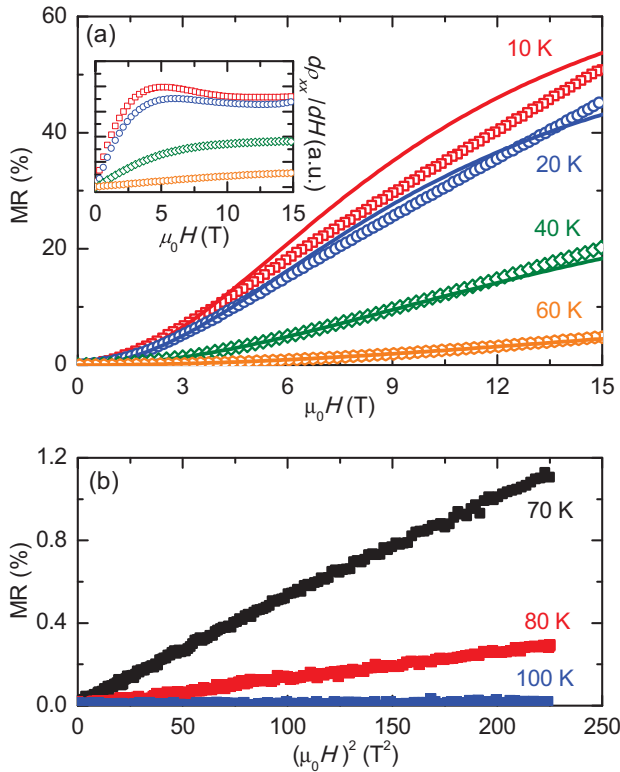 (a)
60
40
20
0
MR (%)
10 K
20 K
40 K
60 K
dρxx /dH (a.u)
0 5 10 15
μ0H (T)
0 3 6 9 12 15
μ0H (T)
(b)
1.2
0.8
0.4
0.0
MR (%)
70 K
80 K
100 K
0 50 100 150 200 250
(μ0H)² (T²)